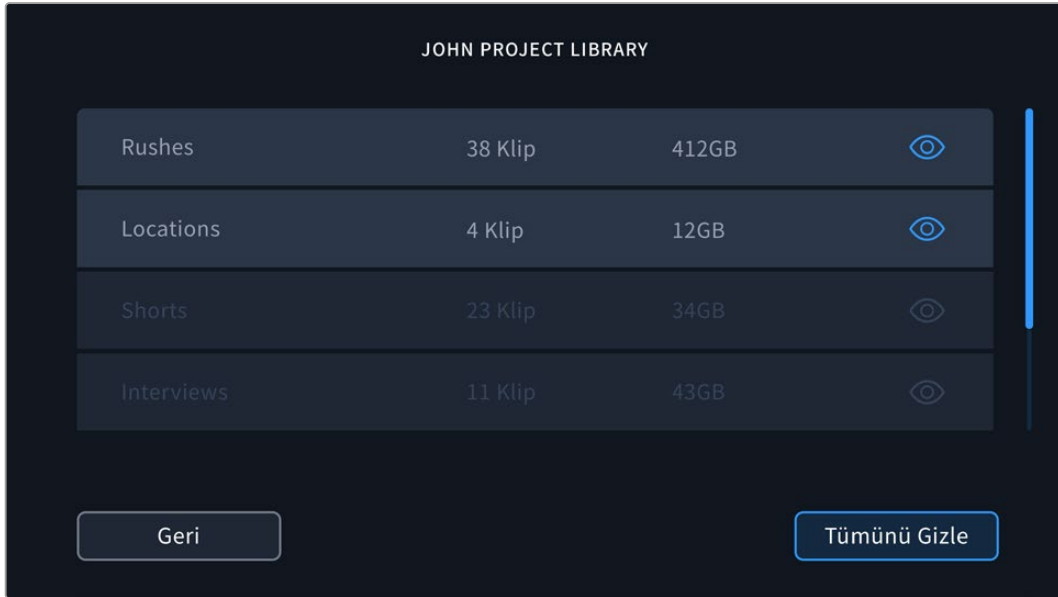 JOHN PROJECT LIBRARY
Rushes 38 Klip 412GB
Locations 4 Klip 12GB
Shorts 23 Klip 34GB
Interviews 11 Klip 43GB
Geri Tümünü Gizle